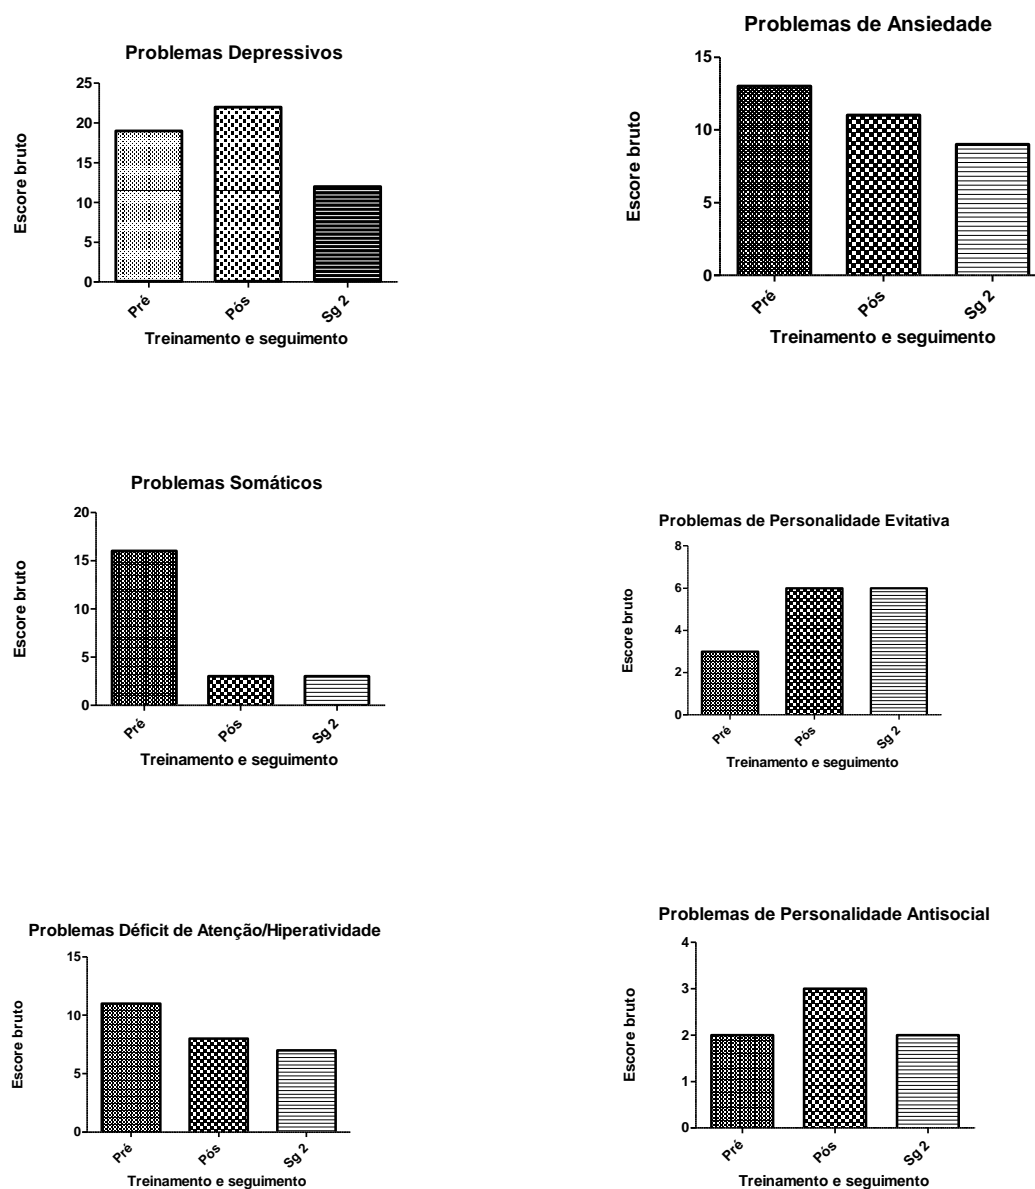 Problemas Depressivos
25
20
15
10
5
0
Escore bruto
Pré
Pós
Sg 2
Treinamento e seguimento
Problemas de Ansiedade
15
10
5
0
Escore bruto
Pré
Pós
Sg 2
Treinamento e seguimento
Problemas Somáticos
20
15
10
5
0
Escore bruto
Pré
Pós
Sg 2
Treinamento e seguimento
Problemas de Personalidade Evitativa
8
6
4
2
0
Escore bruto
Pré
Pós
Sg 2
Treinamento e seguimento
Problemas Déficit de Atenção/Hiperatividade
15
10
5
0
Escore bruto
Pré
Pós
Sg 2
Treinamento e seguimento
Problemas de Personalidade Antisocial
4
3
2
1
0
Escore bruto
Pré
Pós
Sg 2
Treinamento e seguimento